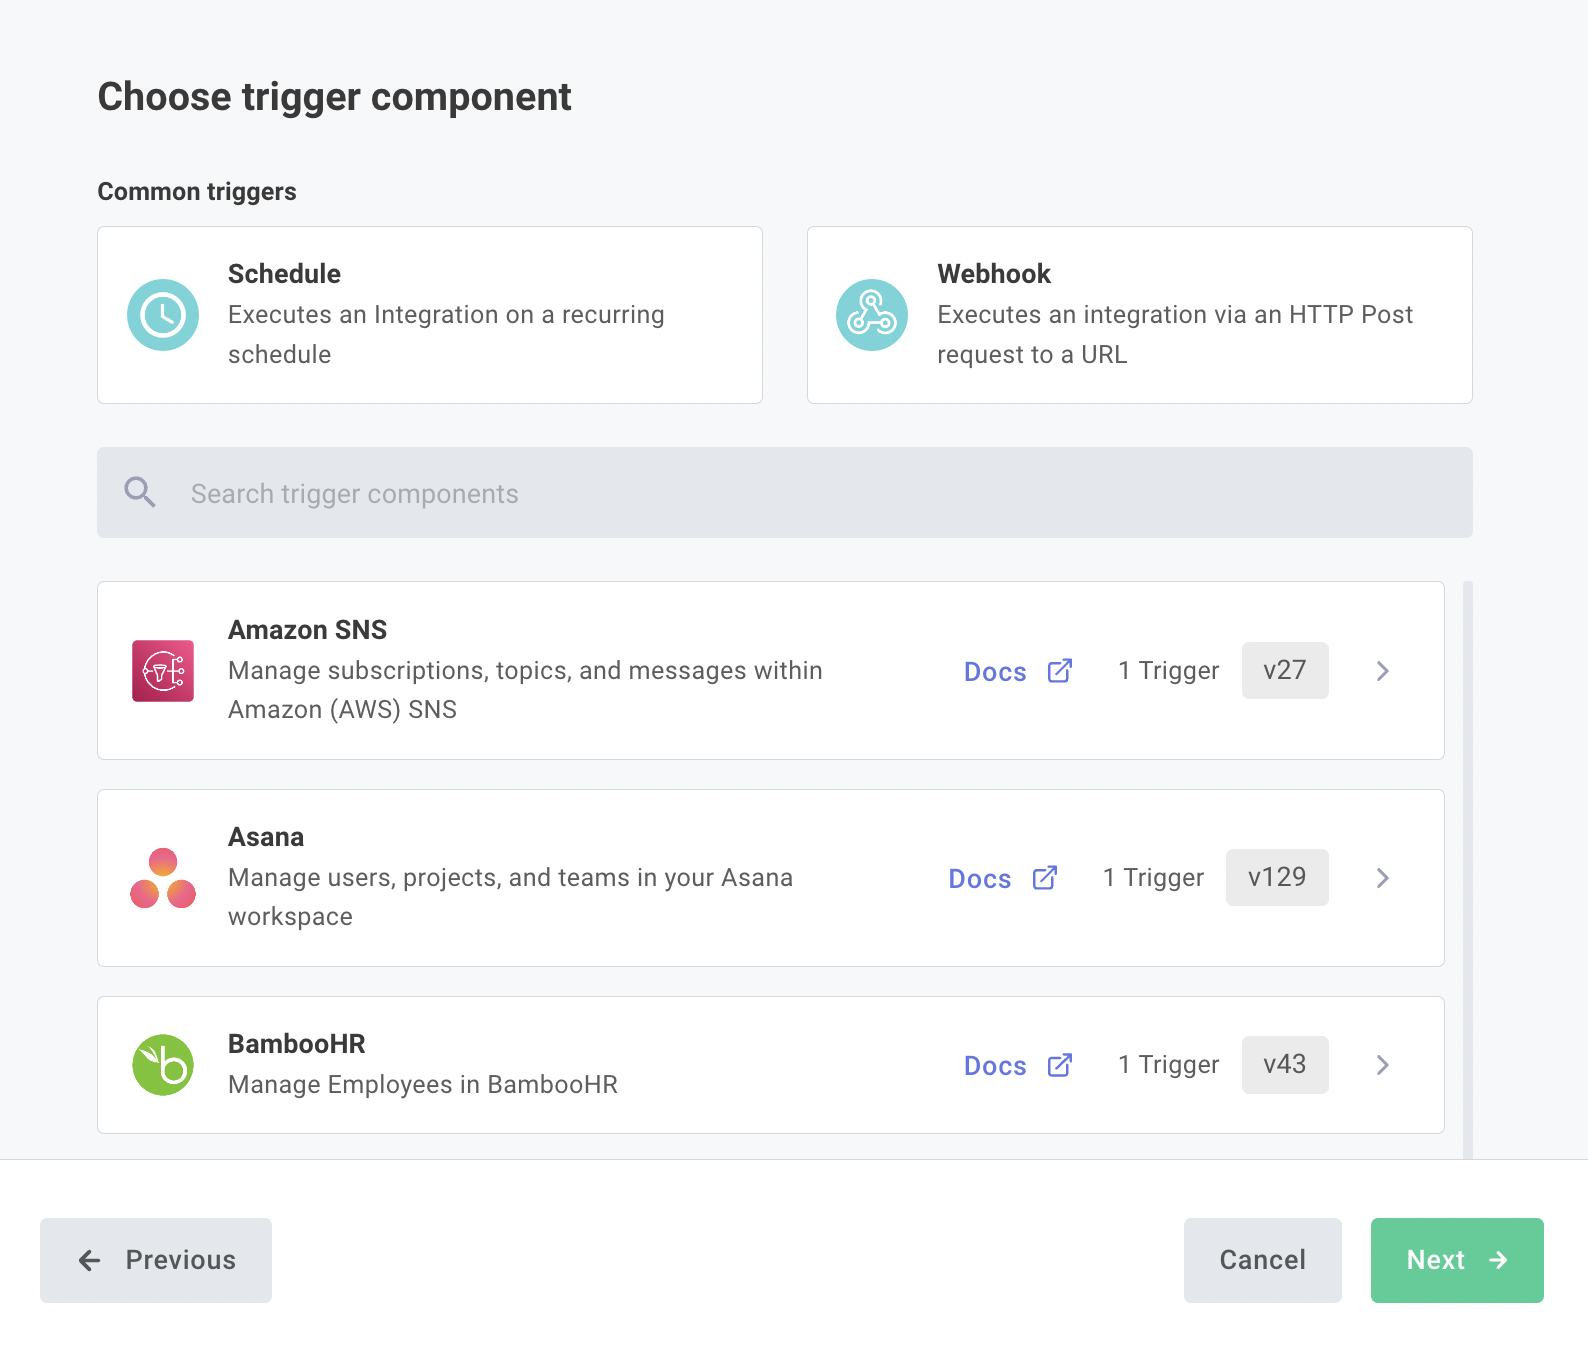 Choose trigger component
Common triggers
Schedule
Executes an Integration on a recurring
schedule
Webhook
Executes an integration via an HTTP Post
request to a URL
Search trigger components
Amazon SNS
Manage subscriptions, topics, and messages within
Amazon (AWS) SNS
Docs 1 Trigger v27
Asana
Manage users, projects, and teams in your Asana
workspace
Docs 1 Trigger v129
BambooHR
Manage Employees in BambooHR
Docs 1 Trigger v43
Previous Cancel Next